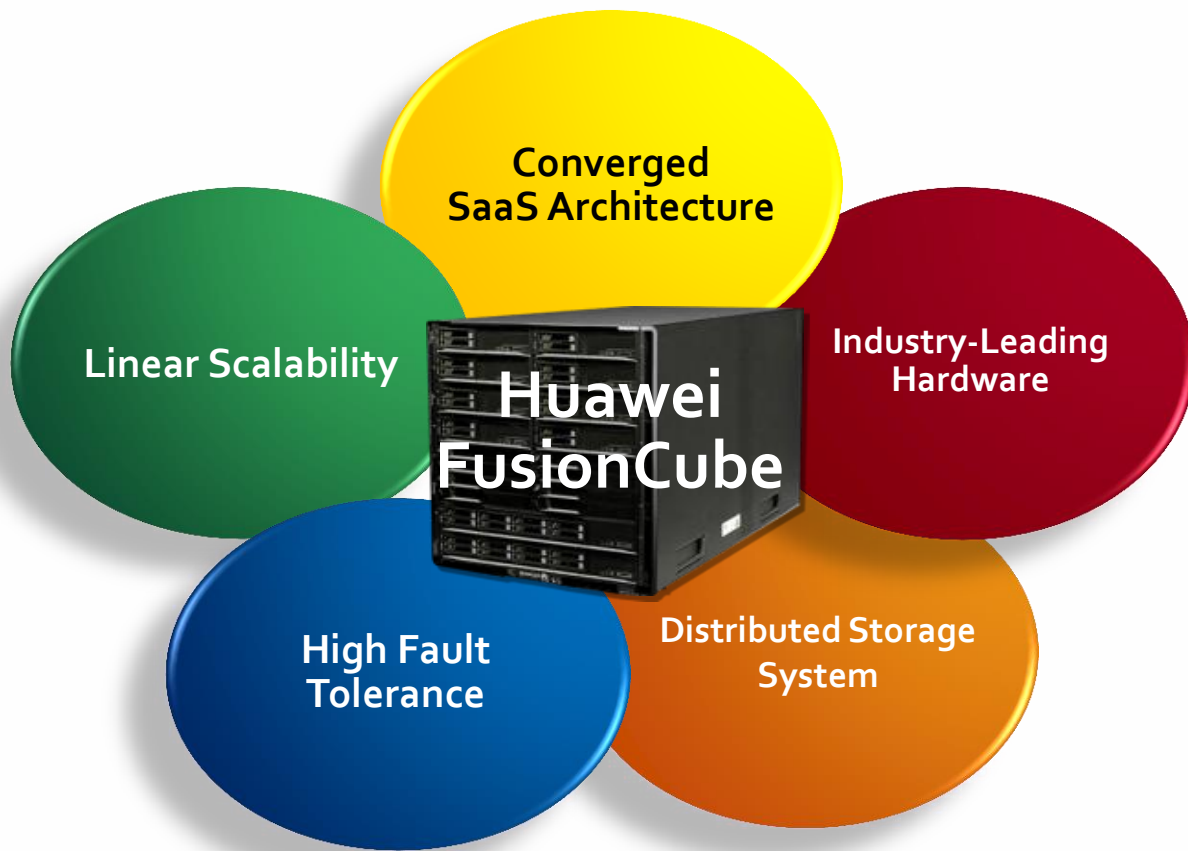 Converged
SaaS Architecture
Linear Scalability
Industry-Leading
Hardware
Huawei
FusionCube
High Fault
Tolerance
Distributed Storage
System